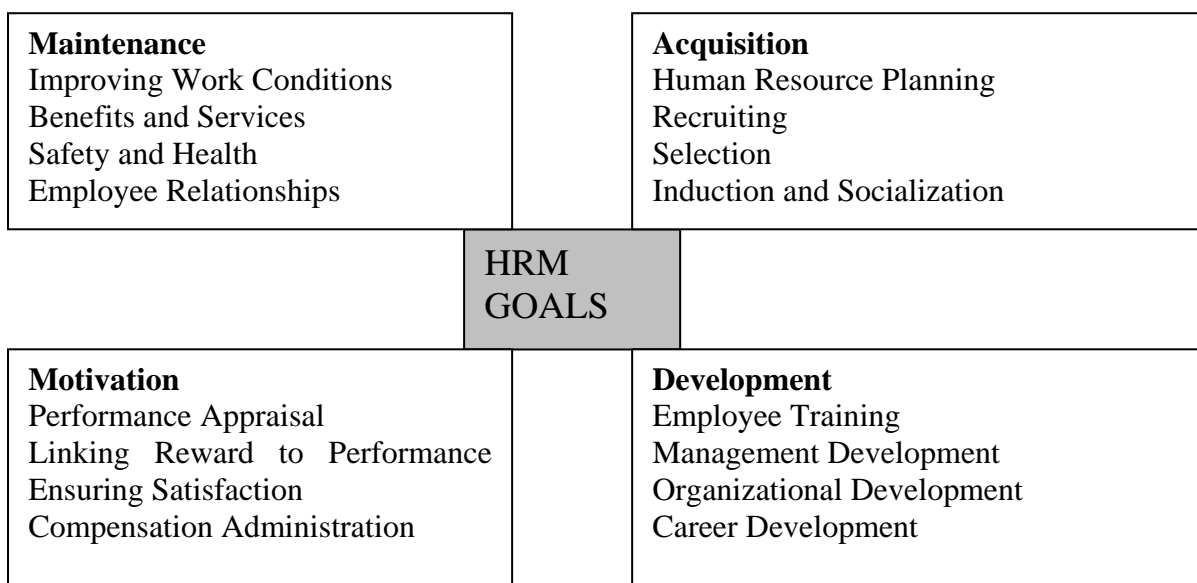 Maintenance
Improving Work Conditions
Benefits and Services
Safety and Health
Employee Relationships
Acquisition
Human Resource Planning
Recruiting
Selection
Induction and Socialization
HRM
GOALS
Motivation
Performance Appraisal
Linking Reward to Performance
Ensuring Satisfaction
Compensation Administration
Development
Employee Training
Management Development
Organizational Development
Career Development